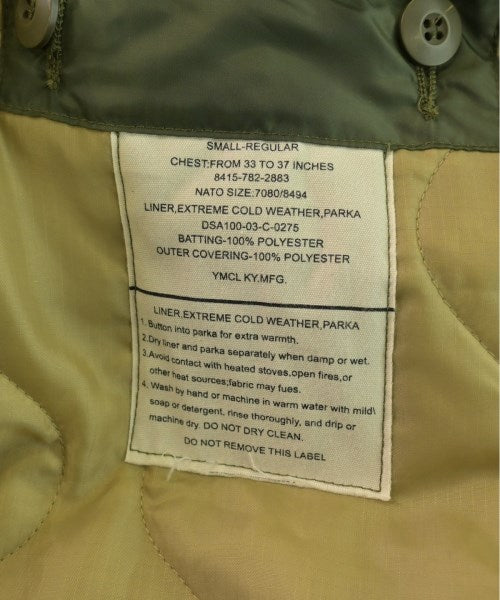 SMALL-REGULAR
CHEST:FROM 33 TO 37 INCHES
8415-782-2883
NATO SIZE:7080/8494
LINER,EXTREME COLD WEATHER,PARKA
DSA100-03-C-0275
BATTING-100% POLYESTER
OUTER COVERING-100% POLYESTER
YMCL KY.MFG.
LINER,EXTREME COLD WEATHER,PARKA
1. Button into parka for extra warmth.
2.Dry liner and parka separately when damp or wet.
3.Avoid contact with heated stoves,open fires,or
other heat sources;fabric may fues.
4. Wash by hand or machine in warm water with mild\
soap or detergent, rinse thoroughly, and drip or
machine dry. DO NOT DRY CLEAN.
DO NOT REMOVE THIS LABEL